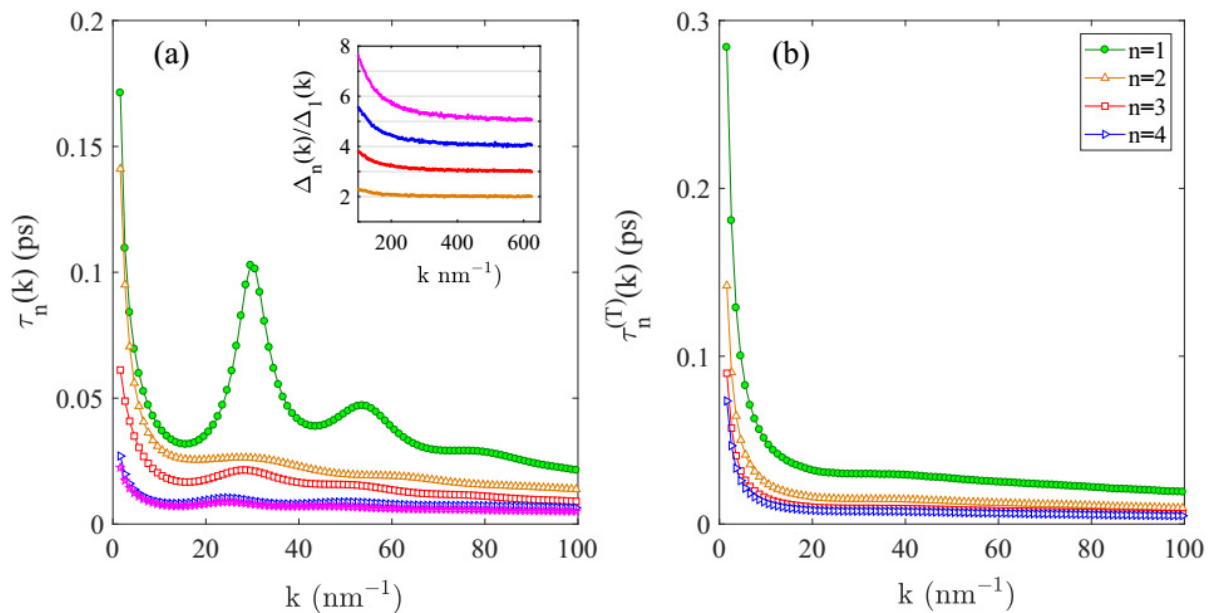 (a)
τₙ(k) (ps)
0.2
0.15
0.1
0.05
0
0 20 40 60 80 100
k (nm⁻¹)
Δₙ(k)/Δ₁(k)
8
6
4
2
200 400 600
k nm⁻¹)
(b)
τₙ⁽ᵀ⁾(k) (ps)
0.3
0.2
0.1
0
0 20 40 60 80 100
k (nm⁻¹)
n=1
n=2
n=3
n=4